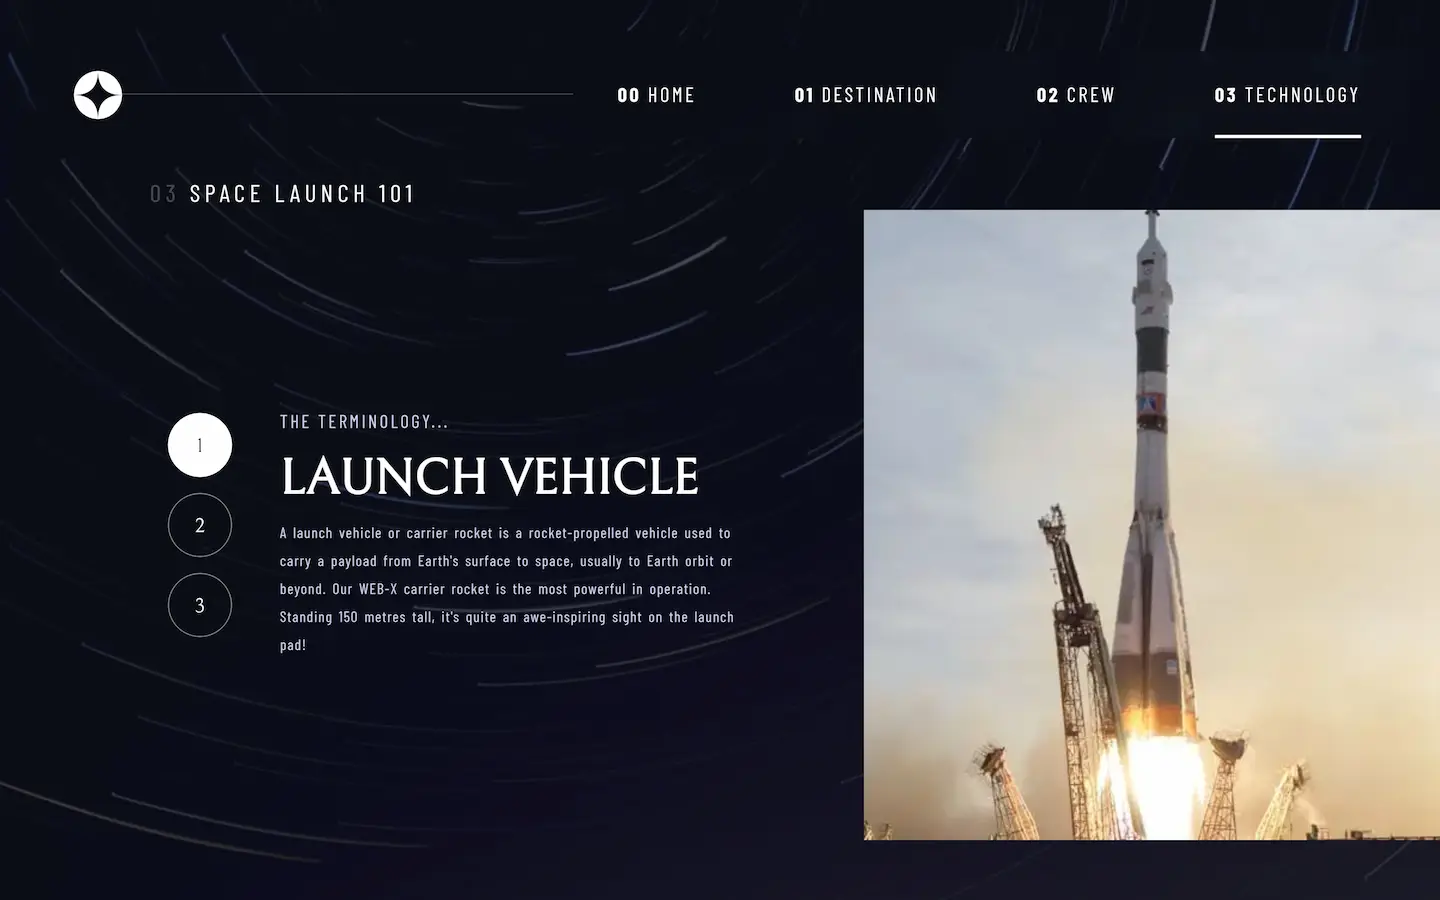 00 HOME
01 DESTINATION
02 CREW
03 TECHNOLOGY
03 SPACE LAUNCH 101
1
2
3
THE TERMINOLOGY...
LAUNCH VEHICLE
A launch vehicle or carrier rocket is a rocket-propelled vehicle used to
carry a payload from Earth's surface to space, usually to Earth orbit or
beyond. Our WEB-X carrier rocket is the most powerful in operation.
Standing 150 metres tall, it's quite an awe-inspiring sight on the launch
pad!